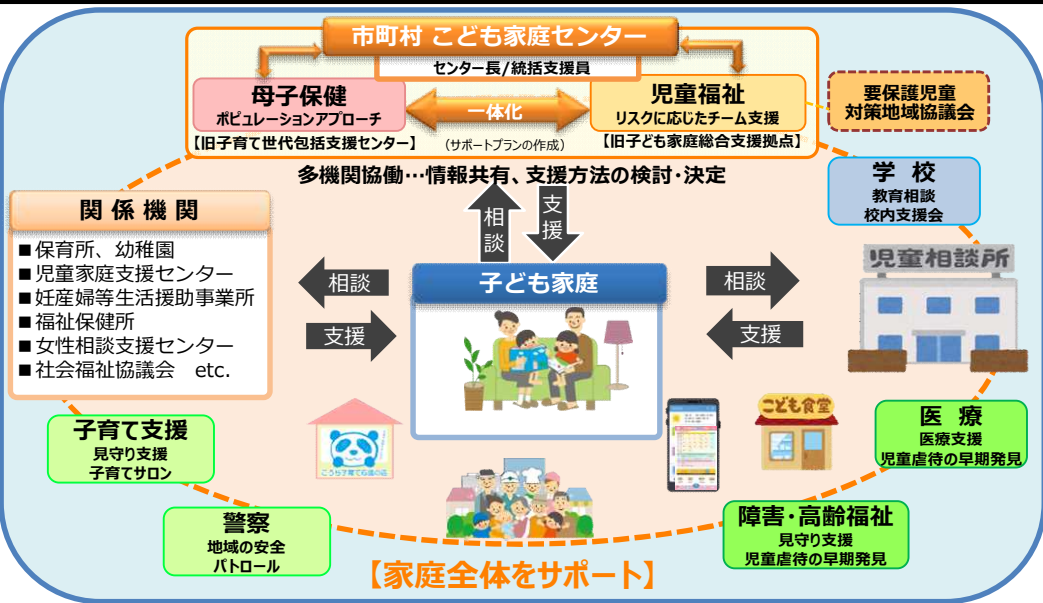 市町村 こども家庭センター
センター長/統括支援員
母子保健
ポピュレーションアプローチ
【旧子育て世代包括支援センター】
一体化
(サポートプランの作成)
児童福祉
リスクに応じたチーム支援
【旧子ども家庭総合支援拠点】
要保護児童
対策地域協議会
多機関協働…情報共有、支援方法の検討・決定
学 校
教育相談
校内支援会
関 係 機 関
■保育所、幼稚園
■児童家庭支援センター
■妊産婦等生活援助事業所
■福祉保健所
■女性相談支援センター
■社会福祉協議会 etc.
相談
支援
相談
支援
子ども家庭
相談
支援
児童相談所
子育て支援
見守り支援
子育てサロン
こうち子育て応援の店
こども食堂
医 療
医療支援
児童虐待の早期発見
警察
地域の安全
パトロール
障害・高齢福祉
見守り支援
児童虐待の早期発見
【家庭全体をサポート】